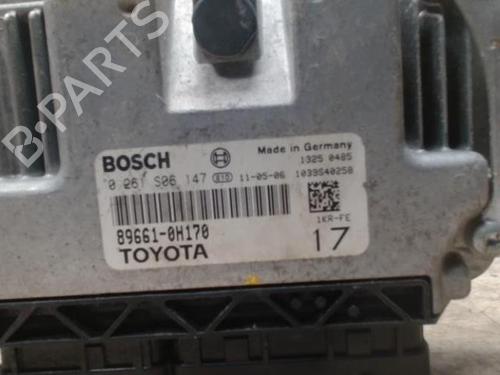 BOSCH
Made in Germany
1325 0485
0 261 S06 147 11-05-06 1039S40258
89661-0H170
1KR-FE
TOYOTA
17
B-PARTS